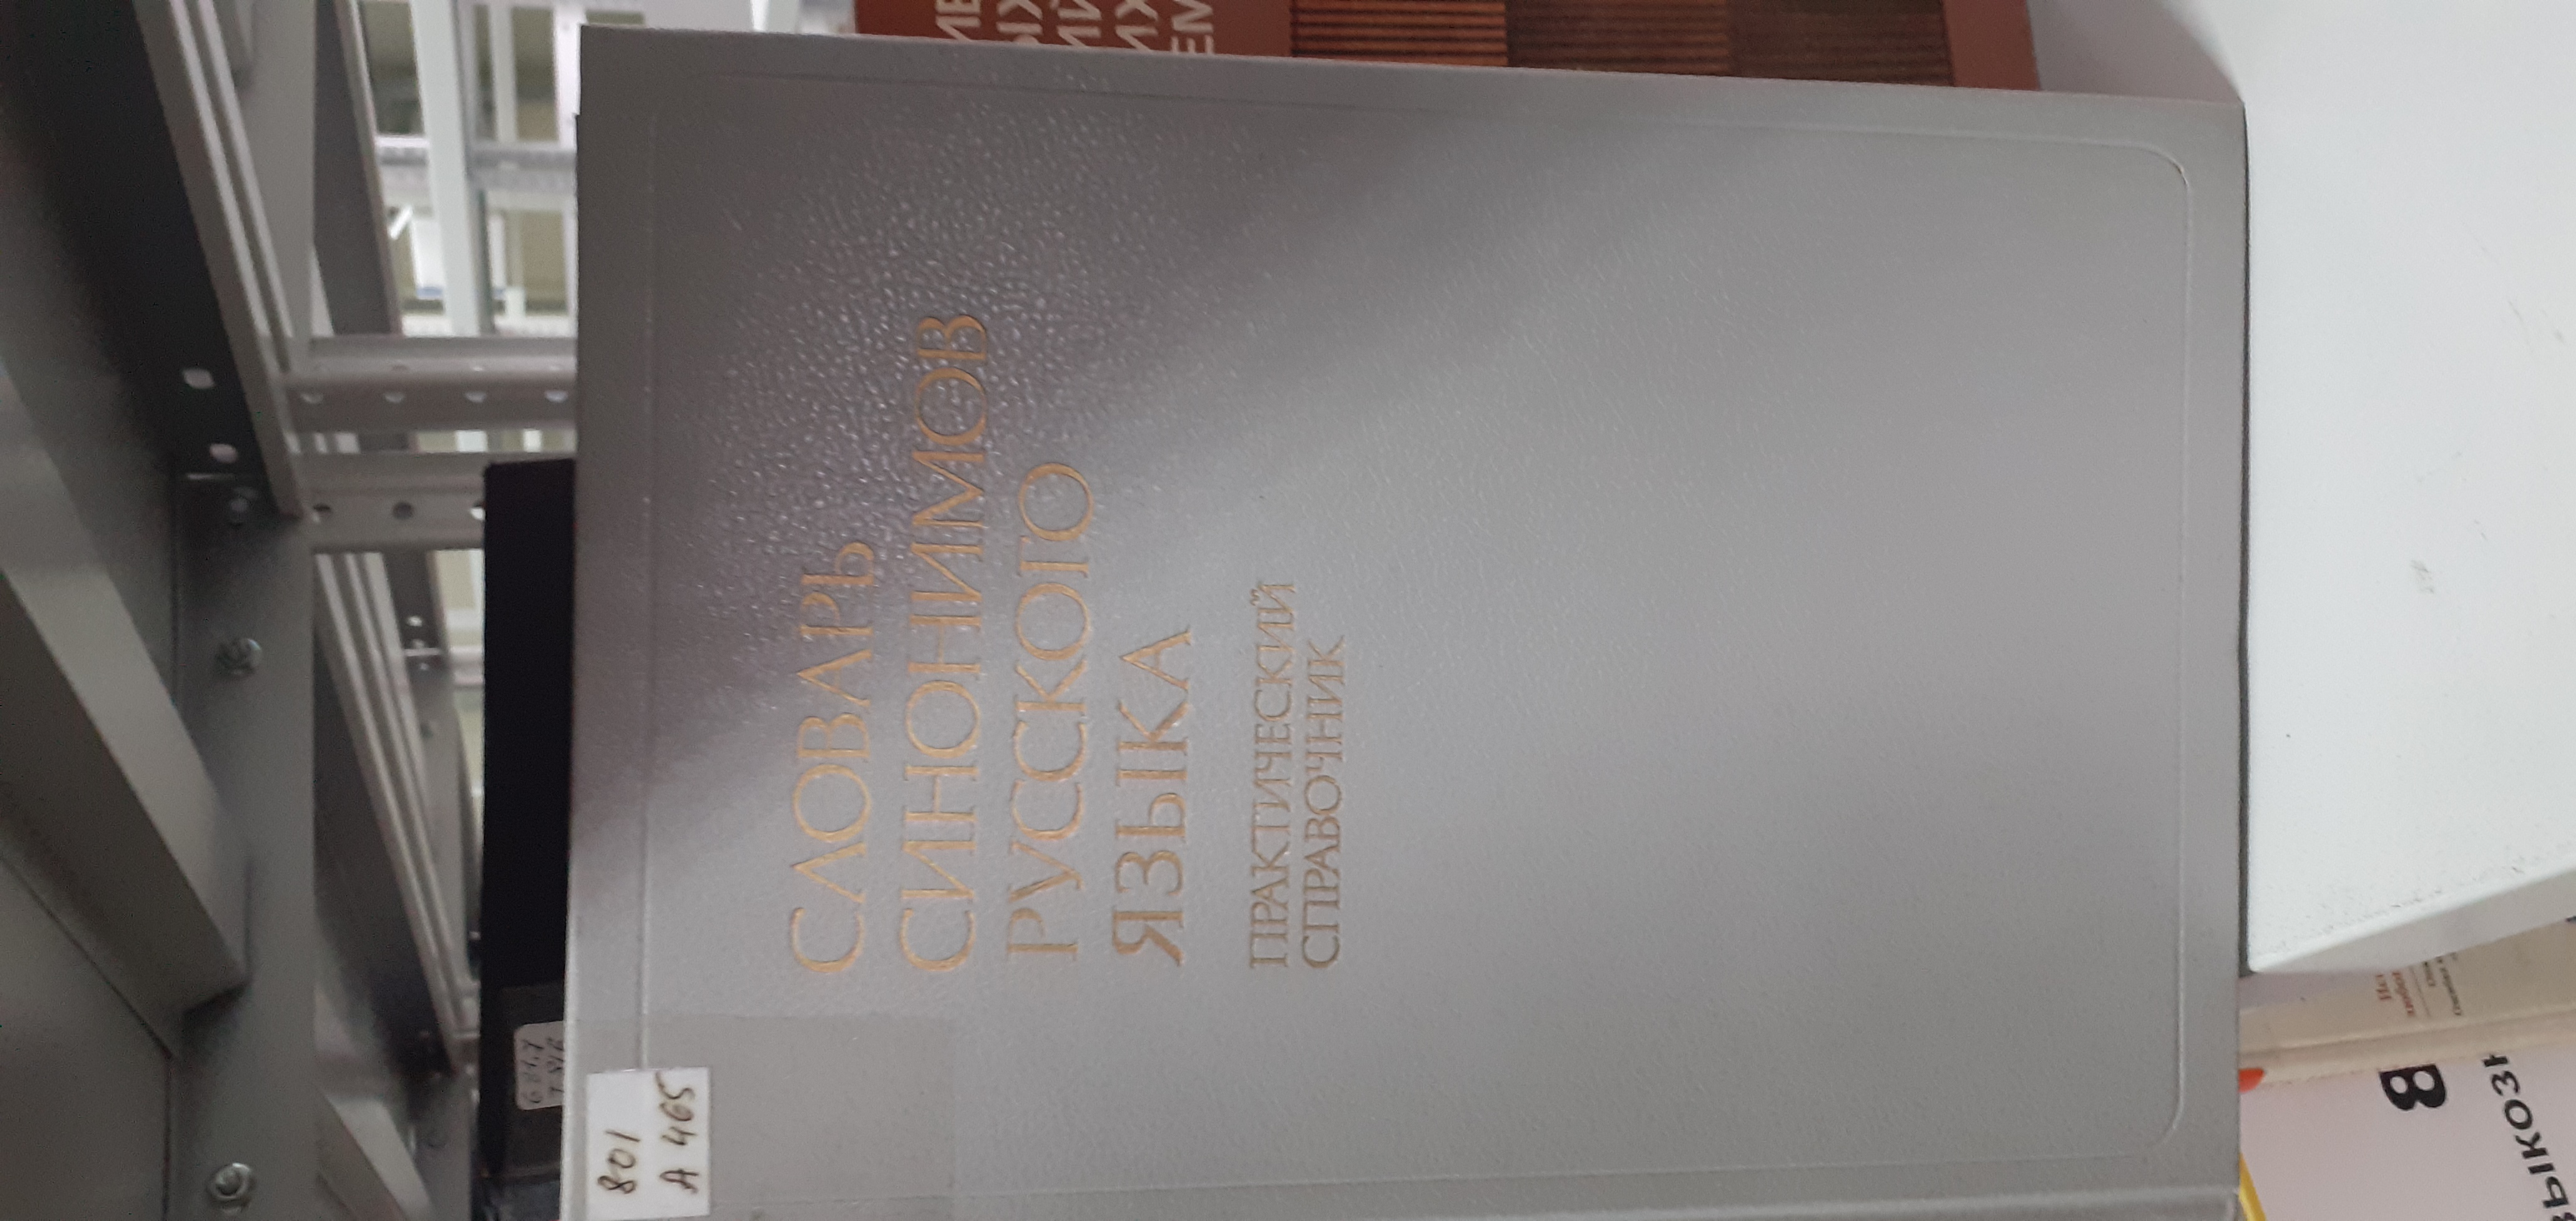 СЛОВАРЬ
СИНОНИМОВ
РУССКОГО
ЯЗЫКА
ПРАКТИЧЕСКИЙ
СПРАВОЧНИК
801
А 465
В